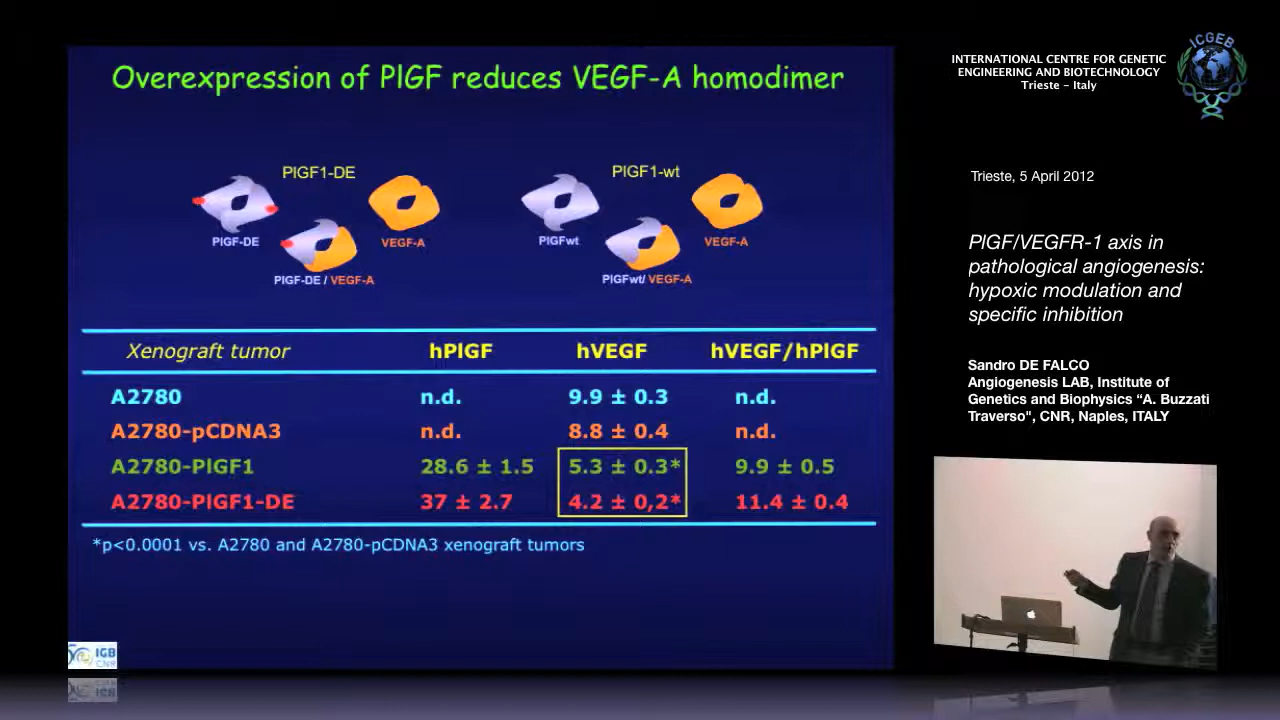 Overexpression of PlGF reduces VEGF-A homodimer
PlGF1-DE
PlGF1-wt
PlGF-DE
VEGF-A
PlGFwt
VEGF-A
PlGF-DE / VEGF-A
PlGFwt/ VEGF-A
Xenograft tumor hPlGF hVEGF hVEGF/hPlGF
A2780 n.d. 9.9 ± 0.3 n.d.
A2780-pCDNA3 n.d. 8.8 ± 0.4 n.d.
A2780-PlGF1 28.6 ± 1.5 5.3 ± 0.3* 9.9 ± 0.5
A2780-PlGF1-DE 37 ± 2.7 4.2 ± 0,2* 11.4 ± 0.4
*p<0.0001 vs. A2780 and A2780-pCDNA3 xenograft tumors
IGB
CNR
INTERNATIONAL CENTRE FOR GENETIC
ENGINEERING AND BIOTECHNOLOGY
Trieste - Italy
ICGEB
Trieste, 5 April 2012
PlGF/VEGFR-1 axis in
pathological angiogenesis:
hypoxic modulation and
specific inhibition
Sandro DE FALCO
Angiogenesis LAB, Institute of
Genetics and Biophysics “A. Buzzati
Traverso", CNR, Naples, ITALY